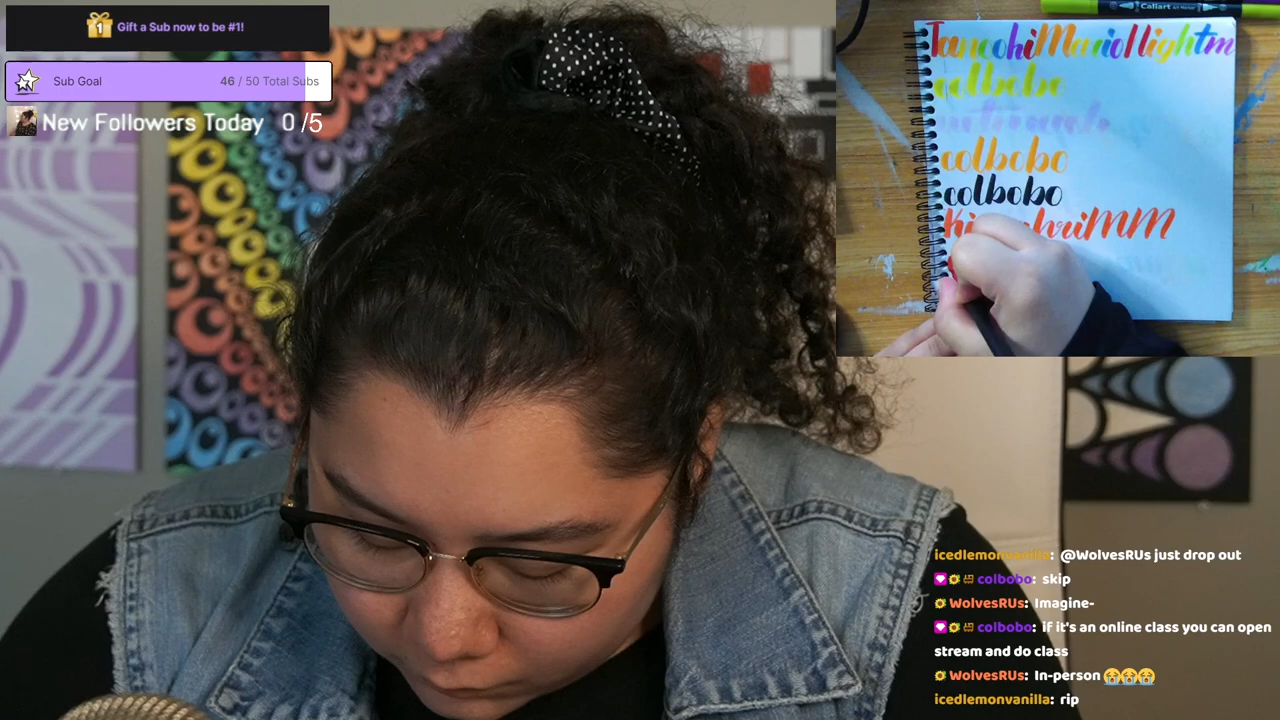 1
Gift a Sub now to be #1!
Sub Goal 46 / 50 Total Subs
New Followers Today 0 /5
Caliart
colbobo
colbobo
colbobo
icedlemonvanilla: @WolvesRUs just drop out
colbobo: skip
WolvesRUs: Imagine-
colbobo: if it's an online class you can open
stream and do class
WolvesRUs: In-person
icedlemonvanilla: rip